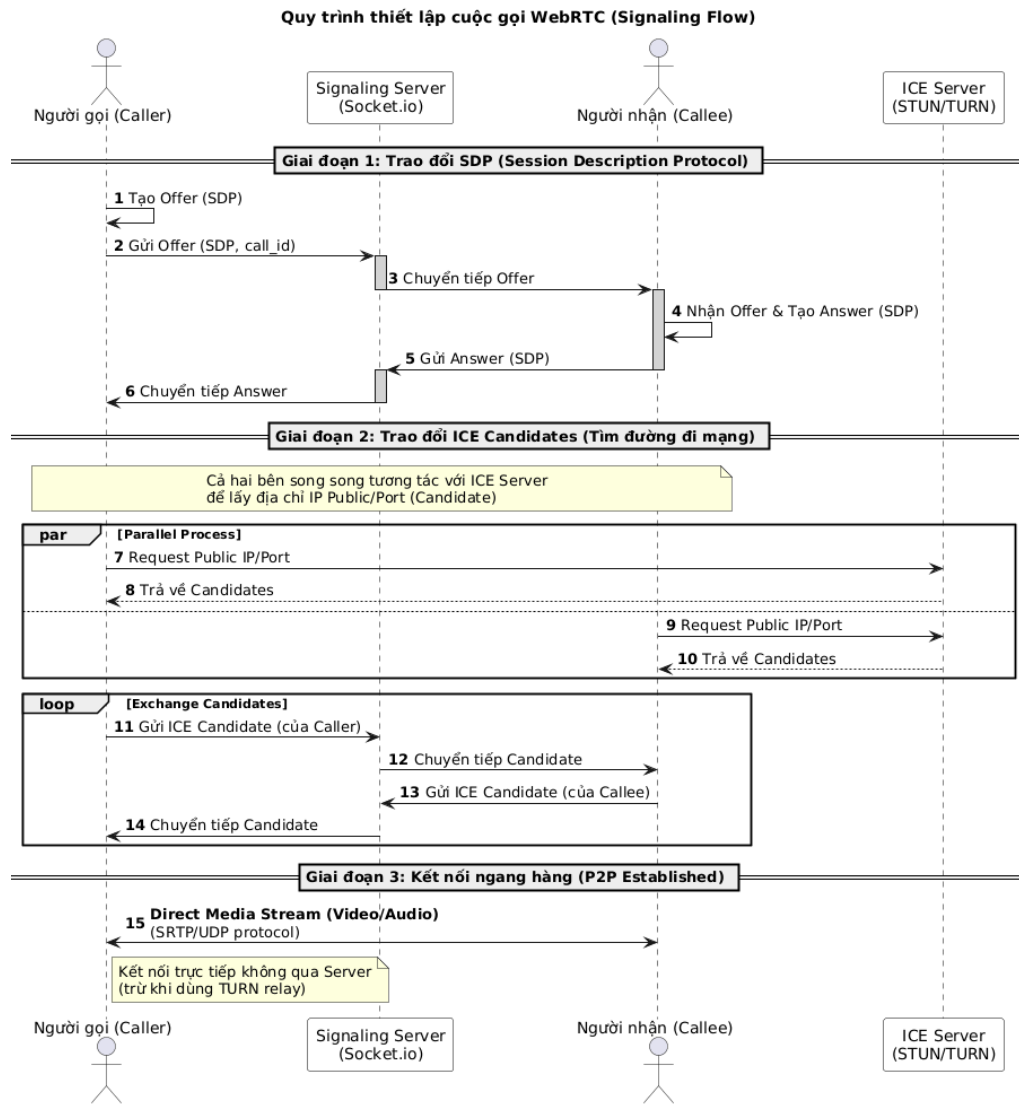 Quy trình thiết lập cuộc gọi WebRTC (Signaling Flow)
Người gọi (Caller)
Signaling Server
(Socket.io)
Người nhận (Callee)
ICE Server
(STUN/TURN)
Giai đoạn 1: Trao đổi SDP (Session Description Protocol)
1 Tạo Offer (SDP)
2 Gửi Offer (SDP, call_id)
3 Chuyển tiếp Offer
4 Nhận Offer & Tạo Answer (SDP)
5 Gửi Answer (SDP)
6 Chuyển tiếp Answer
Giai đoạn 2: Trao đổi ICE Candidates (Tìm đường đi mạng)
Cả hai bên song song tương tác với ICE Server
để lấy địa chỉ IP Public/Port (Candidate)
par [Parallel Process]
7 Request Public IP/Port
8 Trả về Candidates
9 Request Public IP/Port
10 Trả về Candidates
loop [Exchange Candidates]
11 Gửi ICE Candidate (của Caller)
12 Chuyển tiếp Candidate
13 Gửi ICE Candidate (của Callee)
14 Chuyển tiếp Candidate
Giai đoạn 3: Kết nối ngang hàng (P2P Established)
15 Direct Media Stream (Video/Audio)
(SRTP/UDP protocol)
Kết nối trực tiếp không qua Server
(trừ khi dùng TURN relay)
Người gọi (Caller)
Signaling Server
(Socket.io)
Người nhận (Callee)
ICE Server
(STUN/TURN)